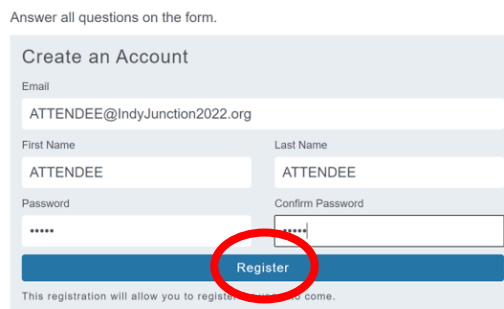 Answer all questions on the form.
Create an Account
Email
ATTENDEE@IndyJunction2022.org
First Name Last Name
ATTENDEE ATTENDEE
Password Confirm Password
••••• •••••
Register
This registration will allow you to register to come.